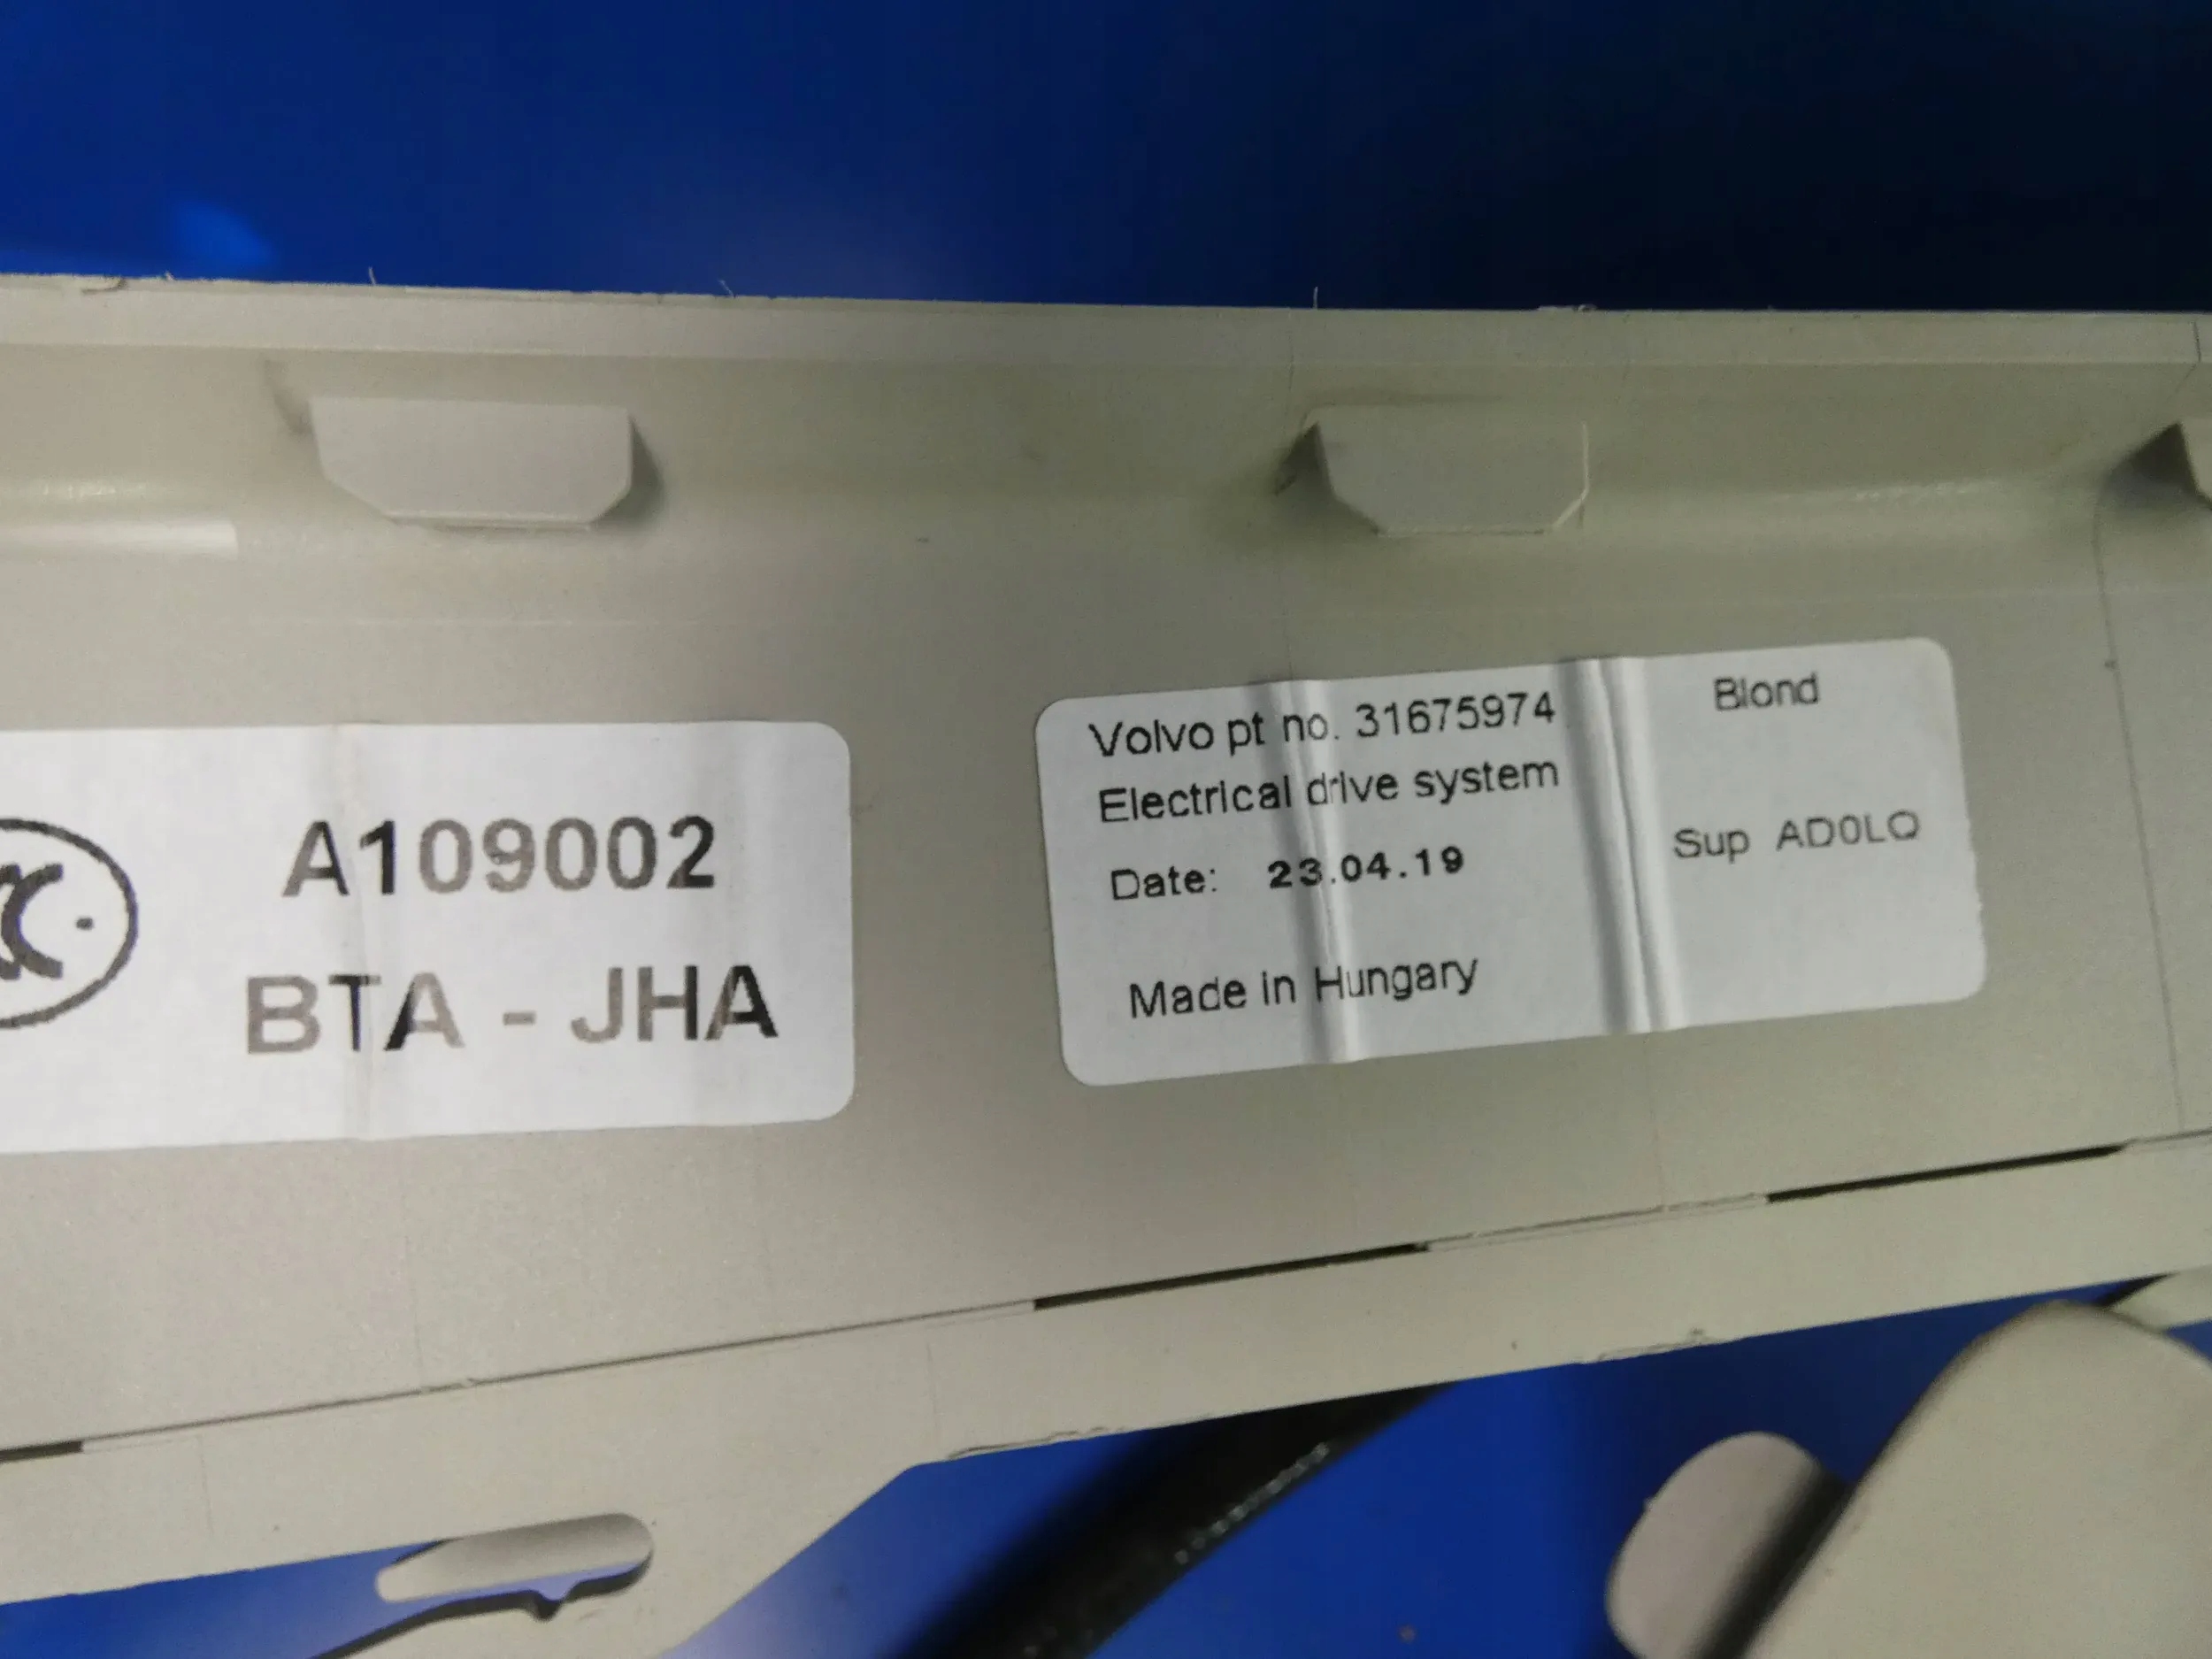 A109002
BTA - JHA
Volvo pt no. 31675974
Electrical drive system
Date: 23.04.19
Made in Hungary
Blond
Sup AD0LQ